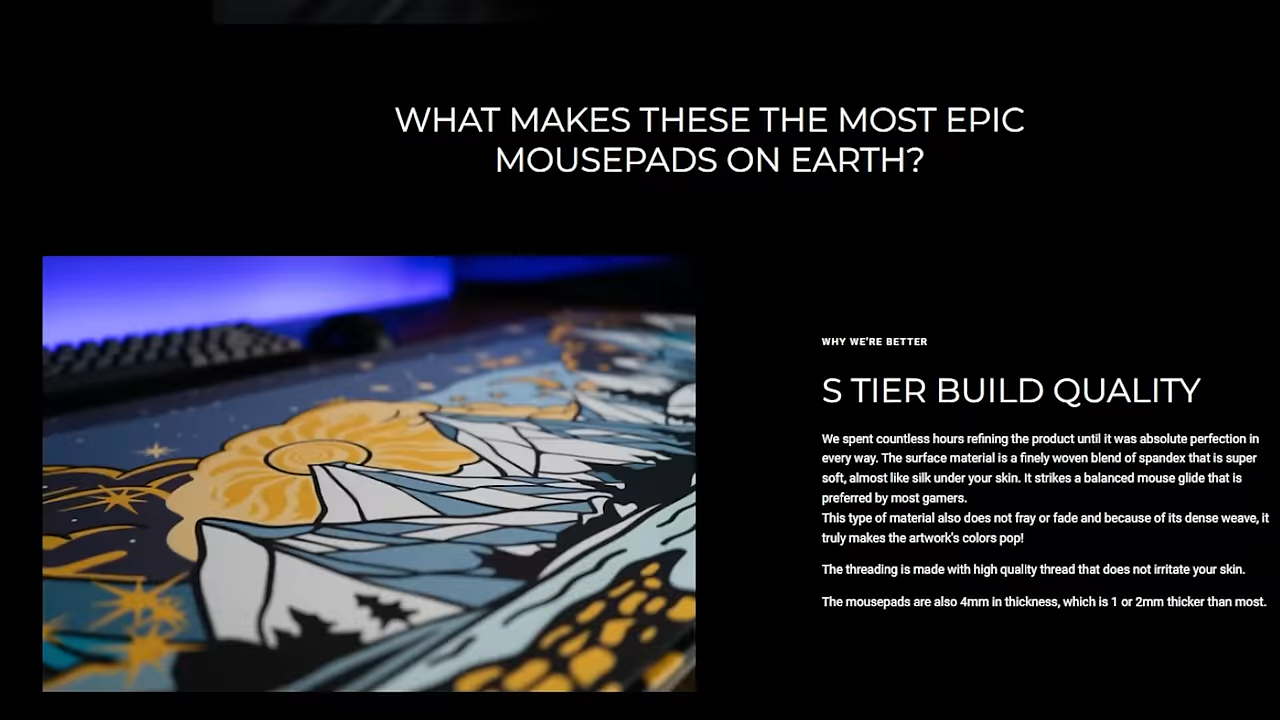 WHAT MAKES THESE THE MOST EPIC
MOUSEPADS ON EARTH?
WHY WE'RE BETTER
S TIER BUILD QUALITY
We spent countless hours refining the product until it was absolute perfection in
every way. The surface material is a finely woven blend of spandex that is super
soft, almost like silk under your skin. It strikes a balanced mouse glide that is
preferred by most gamers.
This type of material also does not fray or fade and because of its dense weave, it
truly makes the artwork's colors pop!
The threading is made with high quality thread that does not irritate your skin.
The mousepads are also 4mm in thickness, which is 1 or 2mm thicker than most.